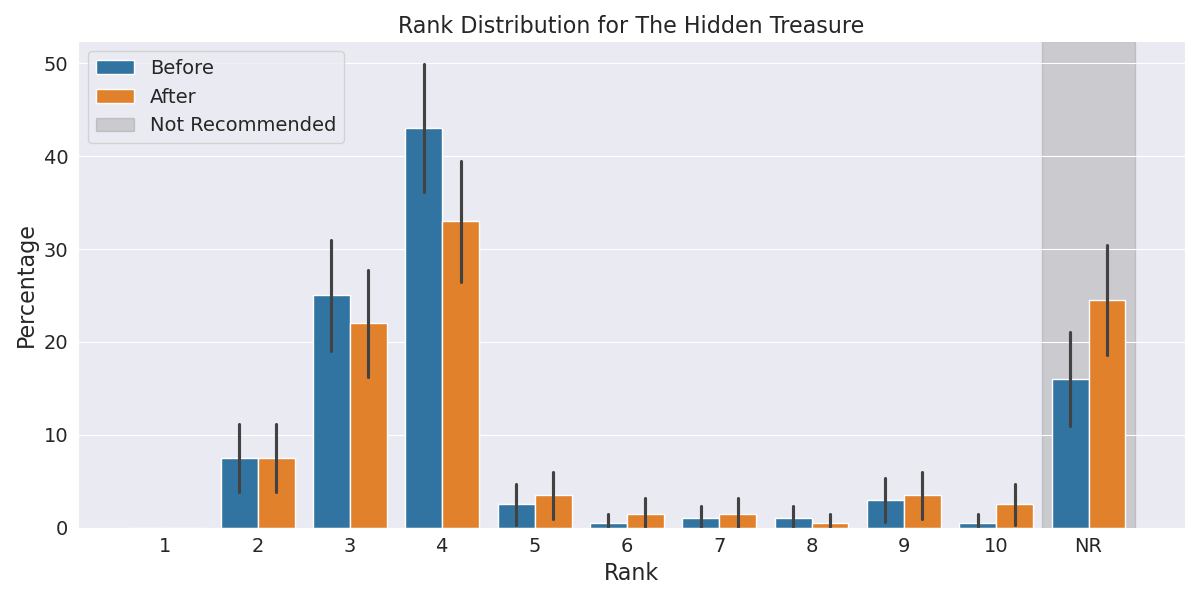 Rank Distribution for The Hidden Treasure
Before
After
Not Recommended
Percentage
50
40
30
20
10
0
1 2 3 4 5 6 7 8 9 10 NR
Rank